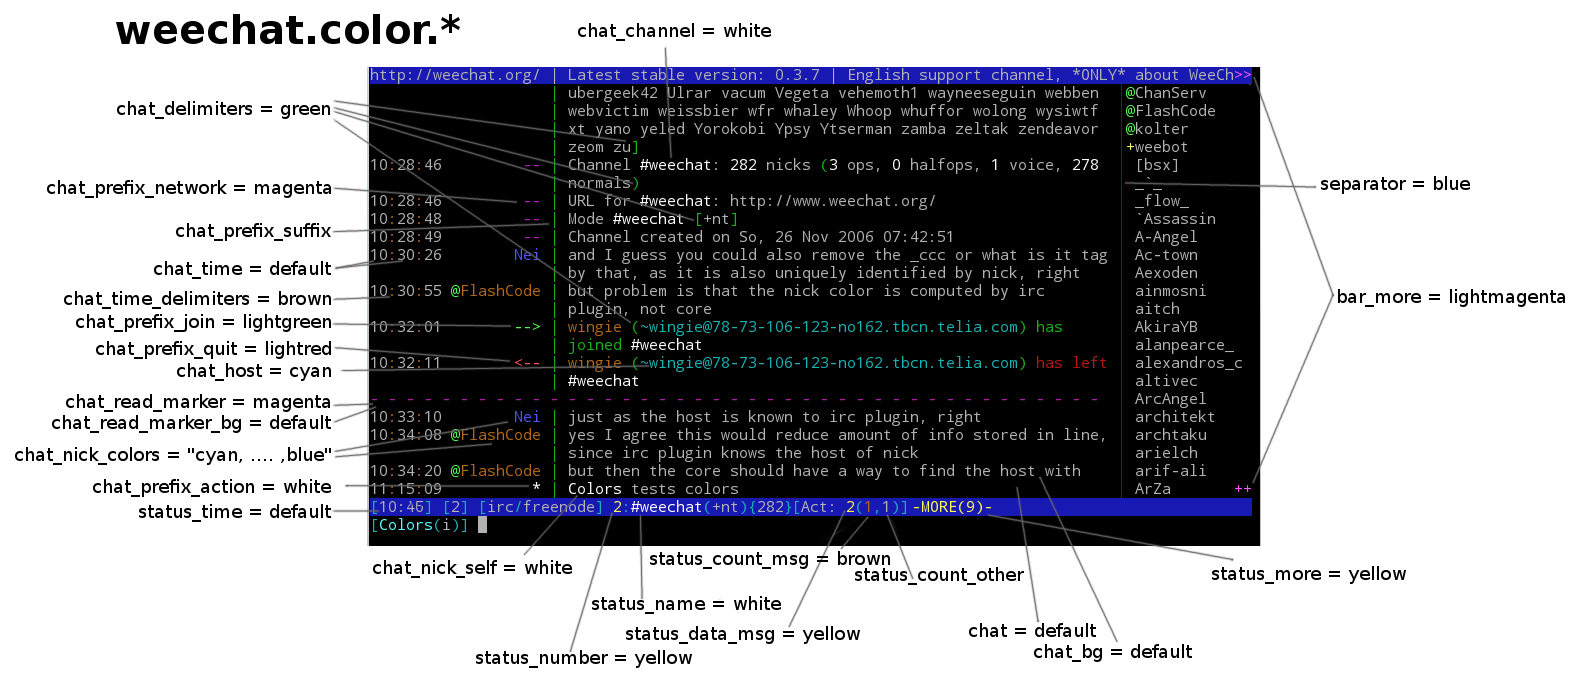 weechat.color.*
chat_channel = white
chat_delimiters = green
chat_prefix_network = magenta
chat_prefix_suffix
chat_time = default
chat_time_delimiters = brown
chat_prefix_join = lightgreen
chat_prefix_quit = lightred
chat_host = cyan
chat_read_marker = magenta
chat_read_marker_bg = default
chat_nick_colors = "cyan, .... ,blue"
chat_prefix_action = white
status_time = default
http://weechat.org/ | Latest stable version: 0.3.7 | English support channel, *ONLY* about WeeCh>>
| ubergeek42 Ulrar vacum Vegeta vehemoth1 wayneeseguin webben @ChanServ
| webvictim weissbier wfr whaley Whoop whuffor wolong wysiwtf @FlashCode
| xt yano yeled Yorokobi Ypsy Ytserman zamba zeltak zendeavor @kolter
| zeom zu] +weebot
10:28:46 -- | Channel #weechat: 282 nicks (3 ops, 0 halfops, 1 voice, 278 [bsx]
| normals) _`_
10:28:46 -- | URL for #weechat: http://www.weechat.org/ _flow_
10:28:48 -- | Mode #weechat [+nt] `Assassin
10:28:49 -- | Channel created on So, 26 Nov 2006 07:42:51 A-Angel
10:30:26 Nei | and I guess you could also remove the _ccc or what is it tag Ac-town
| by that, as it is also uniquely identified by nick, right Aexoden
10:30:55 @FlashCode | but problem is that the nick color is computed by irc ainmosni
| plugin, not core aitch
10:32:01 --> | wingie (~wingie@78-73-106-123-no162.tbcn.telia.com) has AkiraYB
| joined #weechat alanpearce_
10:32:11 <-- | wingie (~wingie@78-73-106-123-no162.tbcn.telia.com) has left alexandros_c
| #weechat altivec
- - - - - - - - - - - - - - - - - - - - - - - - - - - - - - - - - - - - - - - - - ArcAngel
10:33:10 Nei | just as the host is known to irc plugin, right architekt
10:34:08 @FlashCode | yes I agree this would reduce amount of info stored in line, archtaku
| since irc plugin knows the host of nick arielch
10:34:20 @FlashCode | but then the core should have a way to find the host with arif-ali
11:15:09 * | Colors tests colors ArZa ++
[10:46] [2] [irc/freenode] 2:#weechat(+nt){282}[Act: 2(1,1)] -MORE(9)-
[Colors(i)]
separator = blue
bar_more = lightmagenta
chat_nick_self = white
status_count_msg = brown
status_count_other
status_more = yellow
status_name = white
status_data_msg = yellow
chat = default
chat_bg = default
status_number = yellow